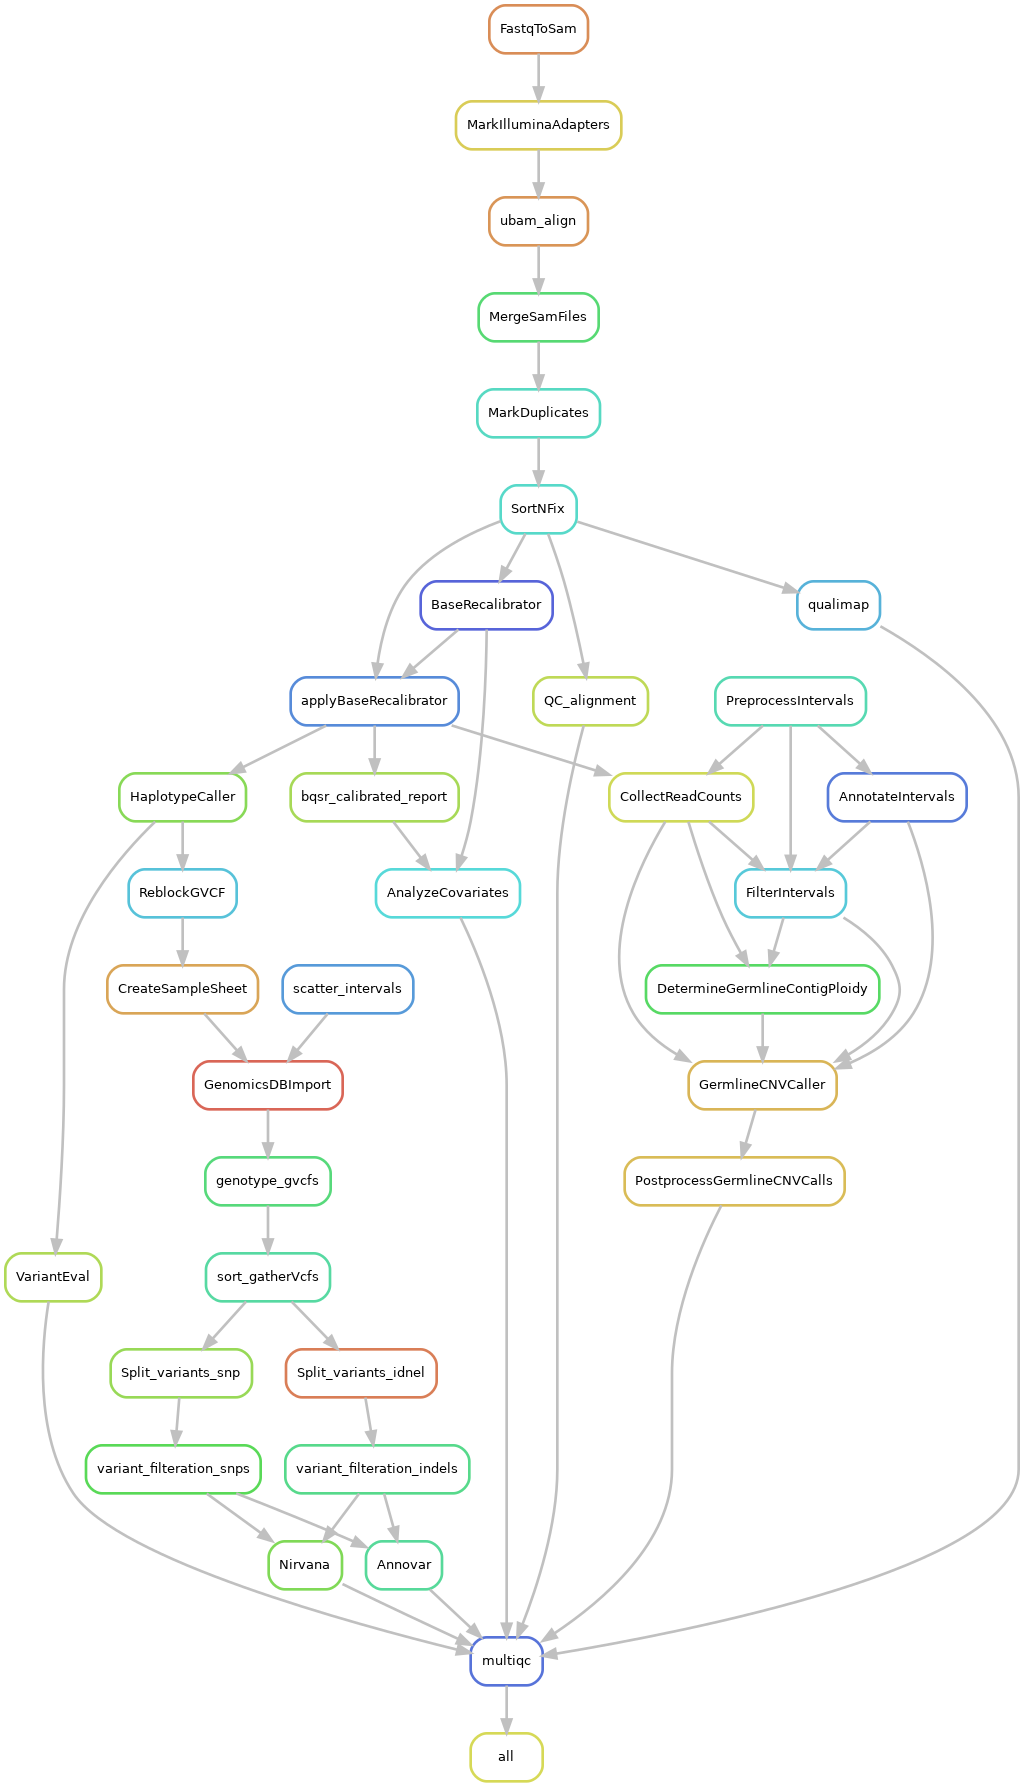 FastqToSam
MarkIlluminaAdapters
ubam_align
MergeSamFiles
MarkDuplicates
SortNFix
BaseRecalibrator
qualimap
applyBaseRecalibrator
QC_alignment
PreprocessIntervals
HaplotypeCaller
bqsr_calibrated_report
CollectReadCounts
AnnotateIntervals
ReblockGVCF
AnalyzeCovariates
FilterIntervals
CreateSampleSheet
scatter_intervals
DetermineGermlineContigPloidy
GenomicsDBImport
GermlineCNVCaller
genotype_gvcfs
PostprocessGermlineCNVCalls
VariantEval
sort_gatherVcfs
Split_variants_snp
Split_variants_idnel
variant_filteration_snps
variant_filteration_indels
Nirvana
Annovar
multiqc
all